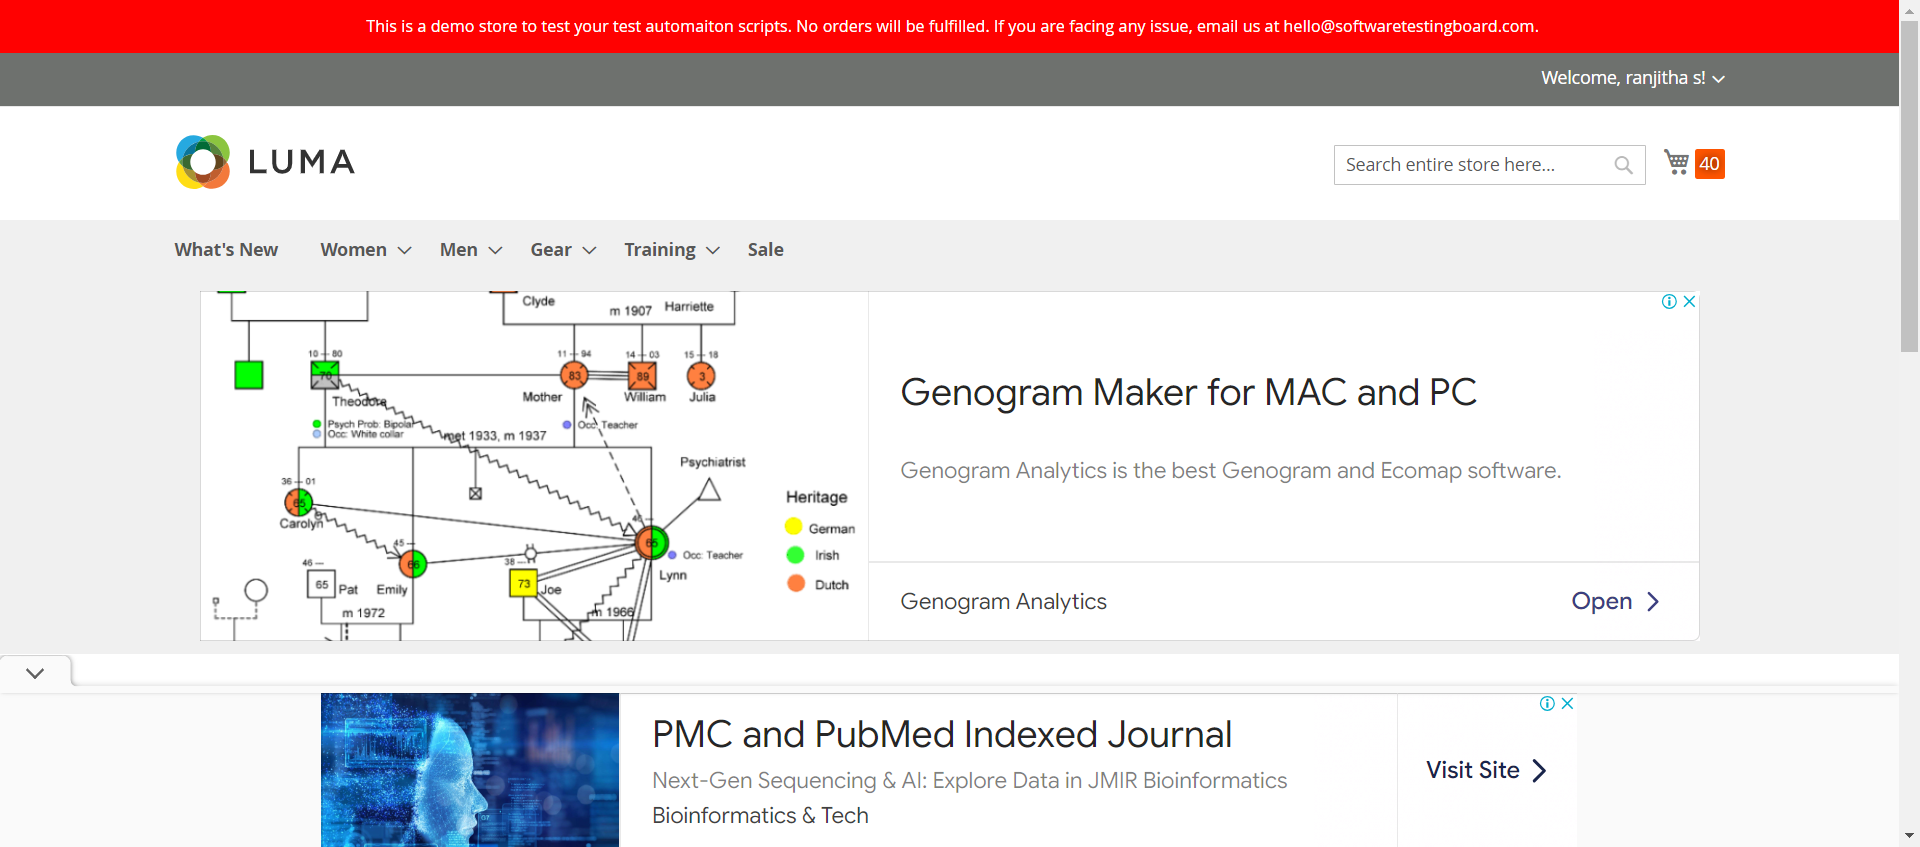 This is a demo store to test your test automaiton scripts. No orders will be fulfilled. If you are facing any issue, email us at hello@softwaretestingboard.com.
Welcome, ranjitha s!
LUMA
Search entire store here...
40
What's New
Women
Men
Gear
Training
Sale
Clyde
m 1907
Harriette
10 — 80
11 — 94
14 — 03
15 — 18
70
83
89
3
Theodore
Mother
William
Julia
Psych Prob: Bipolar
Occ: White collar
met 1933, m 1937
Occ: Teacher
Psychiatrist
36 — 01
65
Carolyn
Heritage
German
Irish
Dutch
46 —
45 —
66
65
Occ: Teacher
Lynn
46 —
65
Pat
Emily
38 —
73
Joe
m 1972
m 1966
Genogram Maker for MAC and PC
Genogram Analytics is the best Genogram and Ecomap software.
Genogram Analytics
Open
PMC and PubMed Indexed Journal
Next-Gen Sequencing & AI: Explore Data in JMIR Bioinformatics
Bioinformatics & Tech
Visit Site